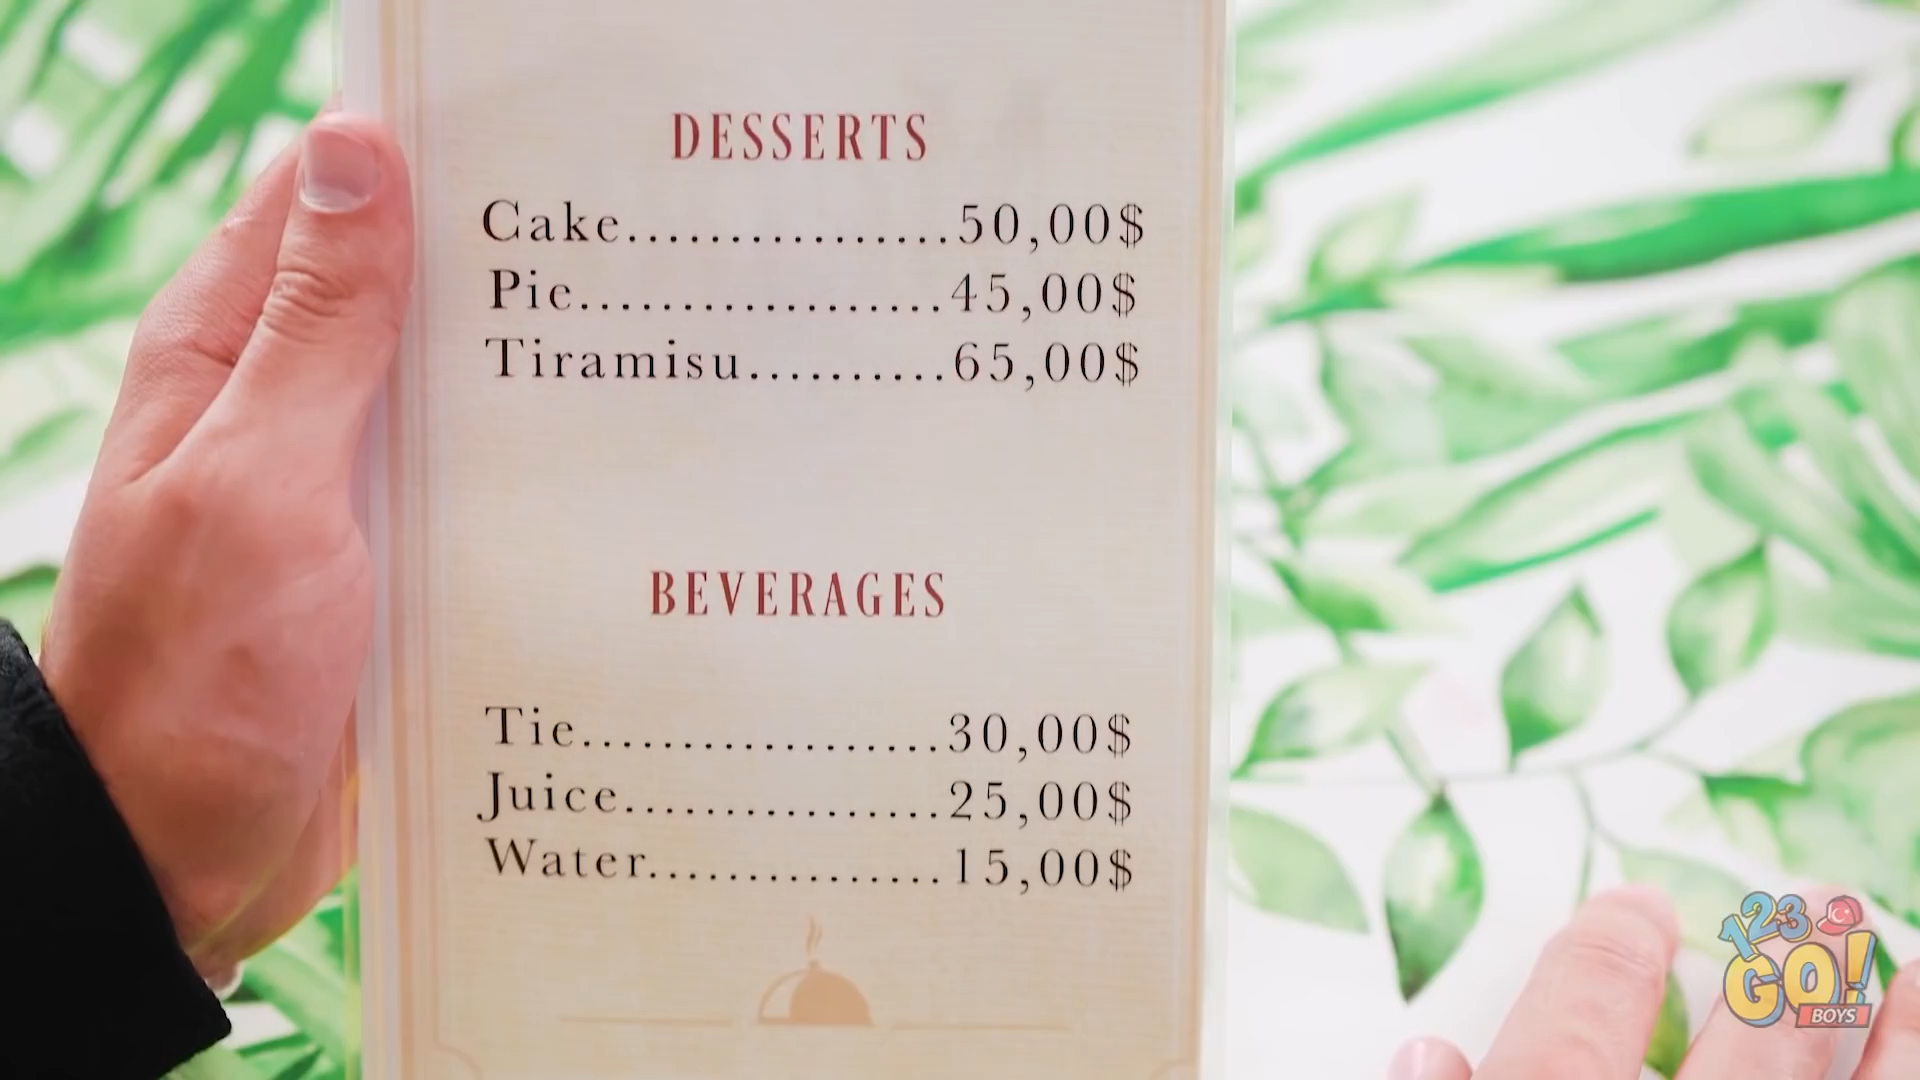 DESSERTS
Cake................50,00$
Pie..................45,00$
Tiramisu..........65,00$
BEVERAGES
Tie..................30,00$
Juice................25,00$
Water...............15,00$
123
GO!
BOYS